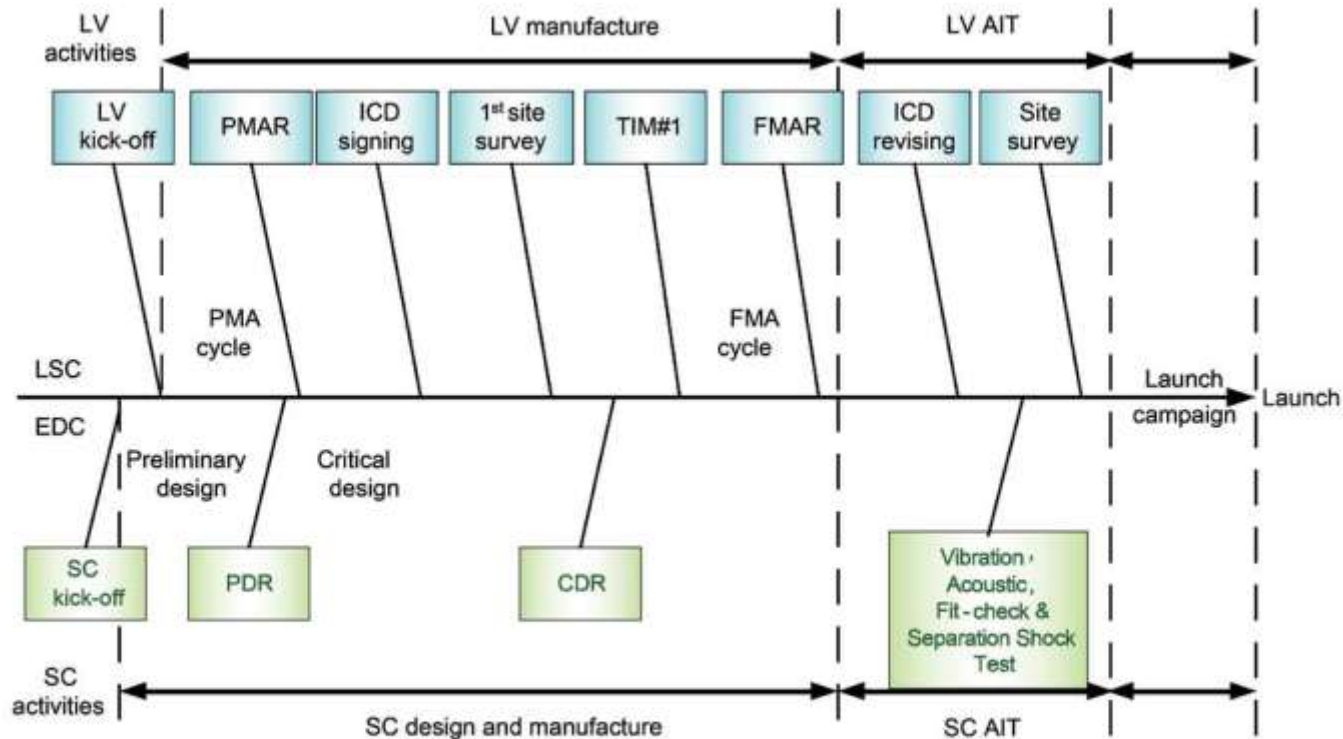 LV
activities
LV manufacture
LV AIT
LV
kick-off
PMAR
ICD
signing
1st site
survey
TIM#1
FMAR
ICD
revising
Site
survey
PMA
cycle
FMA
cycle
LSC
EDC
Launch
campaign
Launch
Preliminary
design
Critical
design
SC
kick-off
PDR
CDR
Vibration,
Acoustic,
Fit-check &
Separation Shock
Test
SC
activities
SC design and manufacture
SC AIT